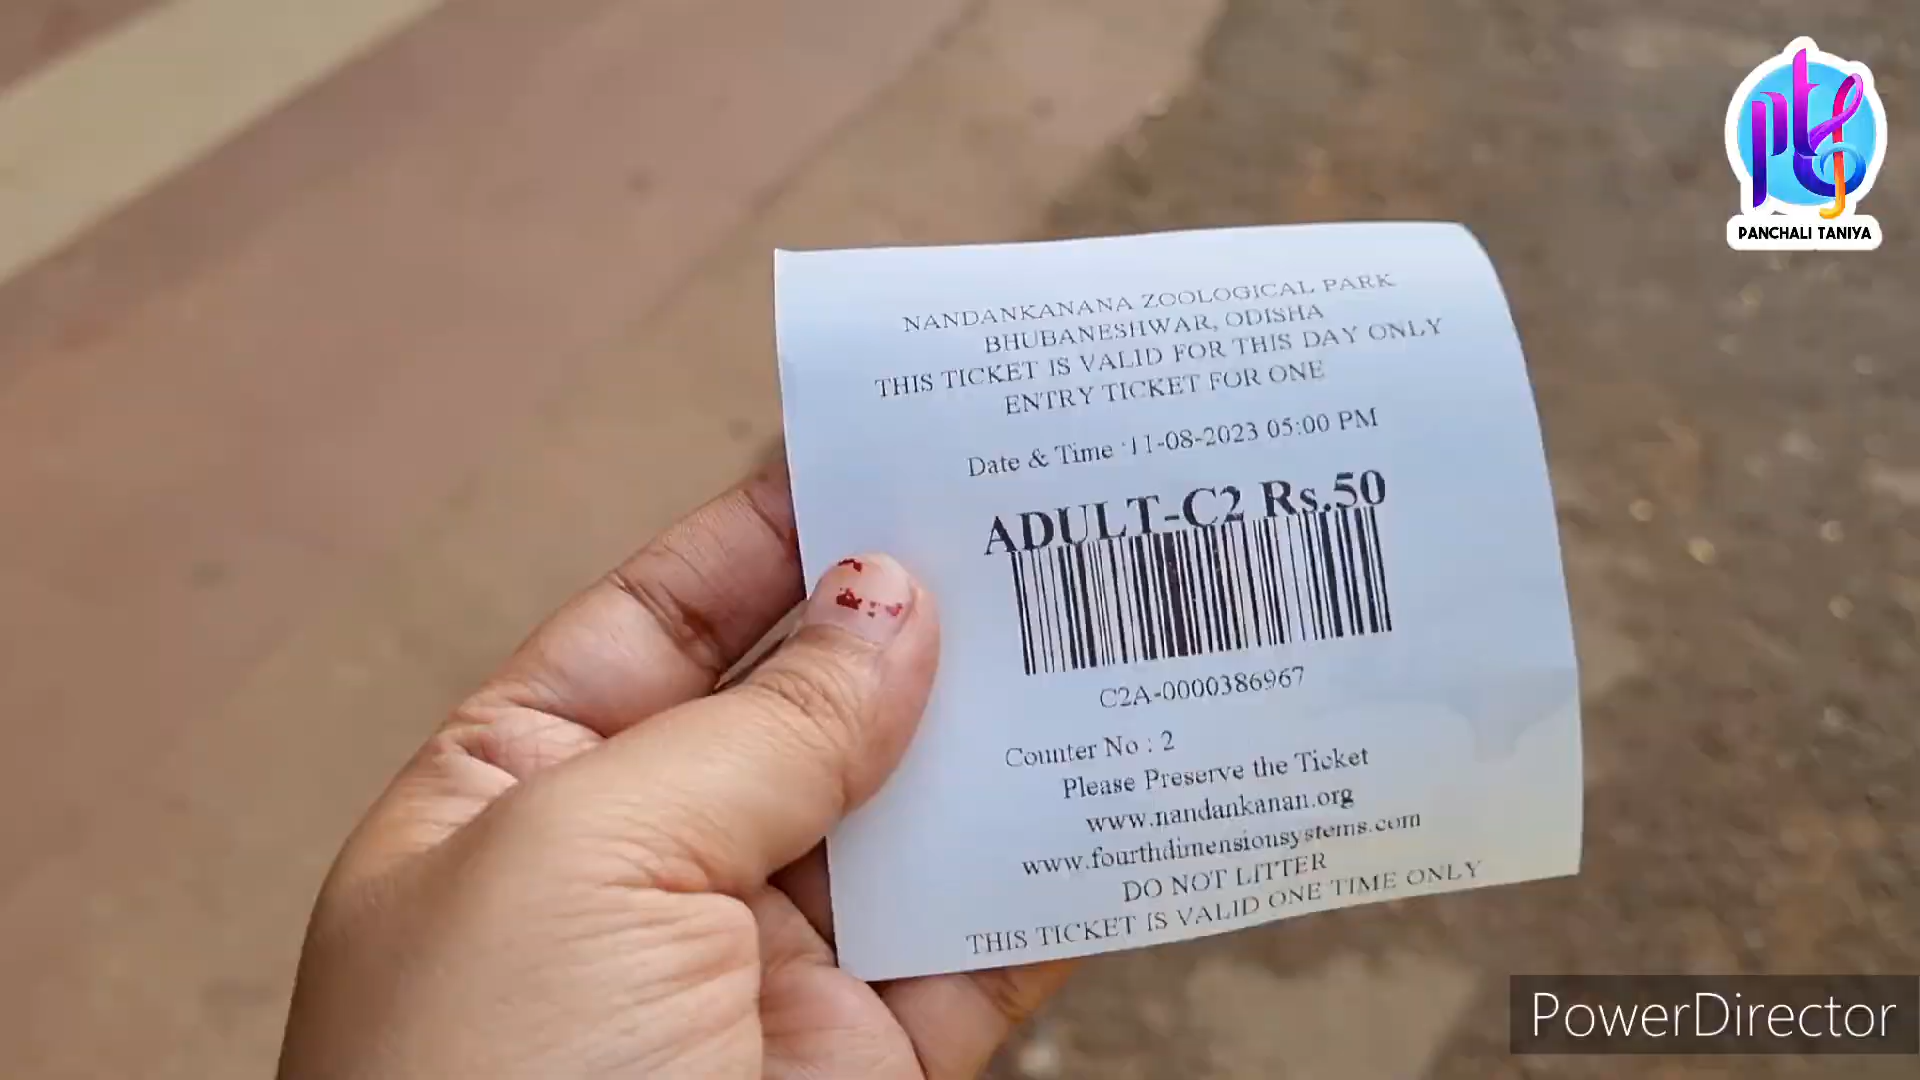 PANCHALI TANIYA
NANDANKANANA ZOOLOGICAL PARK
BHUBANESHWAR, ODISHA
THIS TICKET IS VALID FOR THIS DAY ONLY
ENTRY TICKET FOR ONE
Date & Time :11-08-2023 05:00 PM
ADULT-C2 Rs.50
C2A-0000386967
Counter No : 2
Please Preserve the Ticket
www.nandankanan.org
www.fourthdimensionsystems.com
DO NOT LITTER
THIS TICKET IS VALID ONE TIME ONLY
PowerDirector